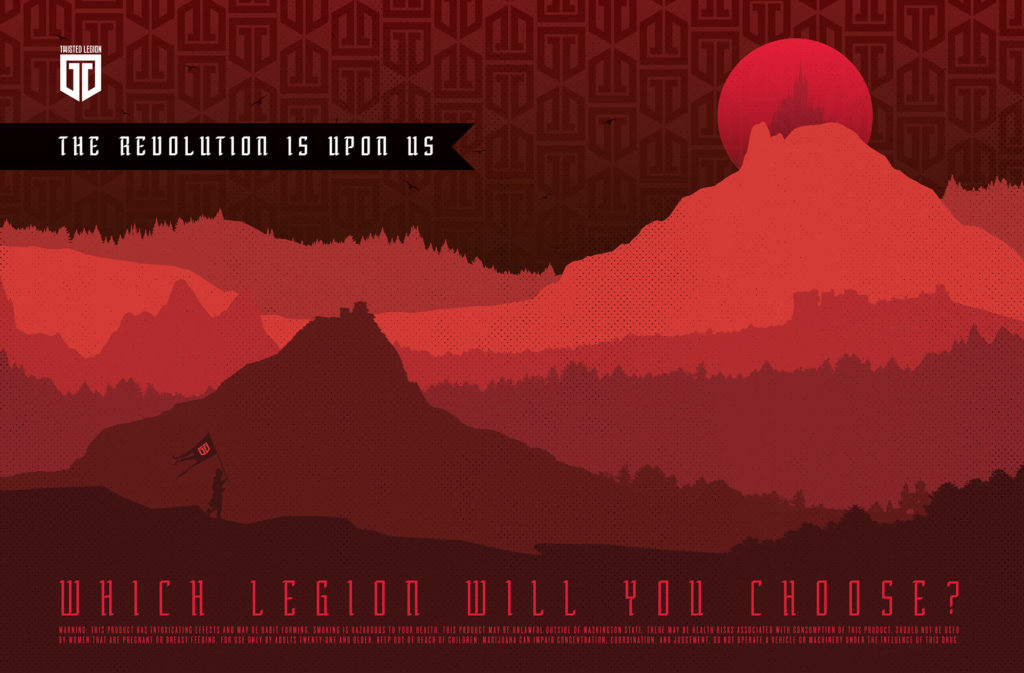 TWISTED LEGION
THE REVOLUTION IS UPON US
WHICH LEGION WILL YOU CHOOSE?
WARNING: THIS PRODUCT HAS INTOXICATING EFFECTS AND MAY BE HABIT FORMING. SMOKING IS HAZARDOUS TO YOUR HEALTH. THIS PRODUCT MAY BE UNLAWFUL OUTSIDE OF WASHINGTON STATE. THERE MAY BE HEALTH RISKS ASSOCIATED WITH CONSUMPTION OF THIS PRODUCT. SHOULD NOT BE USED
BY WOMEN THAT ARE PREGNANT OR BREAST FEEDING. FOR USE ONLY BY ADULTS TWENTY-ONE AND OLDER. KEEP OUT OF REACH OF CHILDREN. MARIJUANA CAN IMPAIR CONCENTRATION, COORDINATION, AND JUDGEMENT. DO NOT OPERATE A VEHICLE OR MACHINERY UNDER THE INFLUENCE OF THIS DRUG.